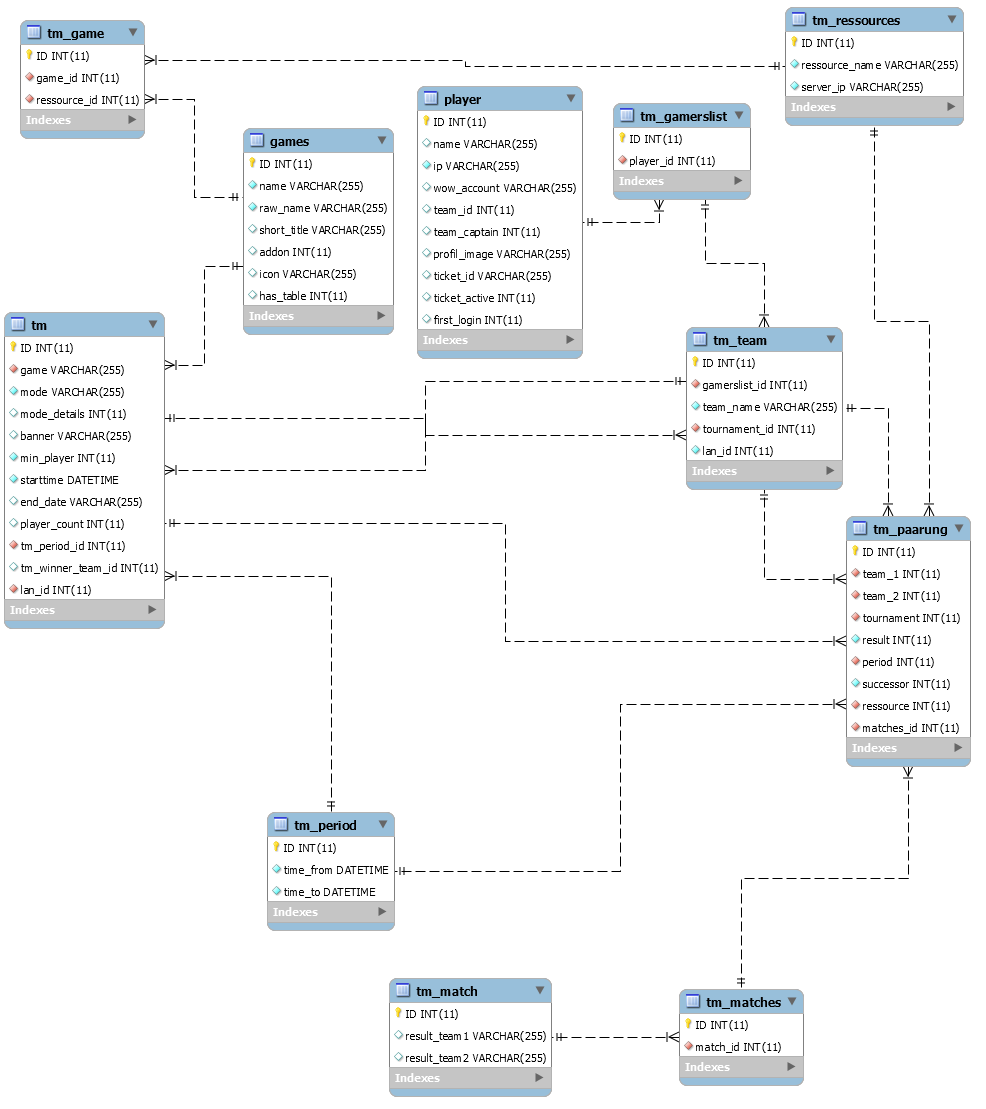 tm_game
ID INT(11)
game_id INT(11)
ressource_id INT(11)
Indexes
tm_ressources
ID INT(11)
ressource_name VARCHAR(255)
server_ip VARCHAR(255)
Indexes
games
ID INT(11)
name VARCHAR(255)
raw_name VARCHAR(255)
short_title VARCHAR(255)
addon INT(11)
icon VARCHAR(255)
has_table INT(11)
Indexes
player
ID INT(11)
name VARCHAR(255)
ip VARCHAR(255)
wow_account VARCHAR(255)
team_id INT(11)
team_captain INT(11)
profil_image VARCHAR(255)
ticket_id VARCHAR(255)
ticket_active INT(11)
first_login INT(11)
Indexes
tm_gamerslist
ID INT(11)
player_id INT(11)
Indexes
tm
ID INT(11)
game VARCHAR(255)
mode VARCHAR(255)
mode_details INT(11)
banner VARCHAR(255)
min_player INT(11)
starttime DATETIME
end_date VARCHAR(255)
player_count INT(11)
tm_period_id INT(11)
tm_winner_team_id INT(11)
lan_id INT(11)
Indexes
tm_team
ID INT(11)
gamerslist_id INT(11)
team_name VARCHAR(255)
tournament_id INT(11)
lan_id INT(11)
Indexes
tm_paarung
ID INT(11)
team_1 INT(11)
team_2 INT(11)
tournament INT(11)
result INT(11)
period INT(11)
successor INT(11)
ressource INT(11)
matches_id INT(11)
Indexes
tm_period
ID INT(11)
time_from DATETIME
time_to DATETIME
Indexes
tm_match
ID INT(11)
result_team1 VARCHAR(255)
result_team2 VARCHAR(255)
Indexes
tm_matches
ID INT(11)
match_id INT(11)
Indexes